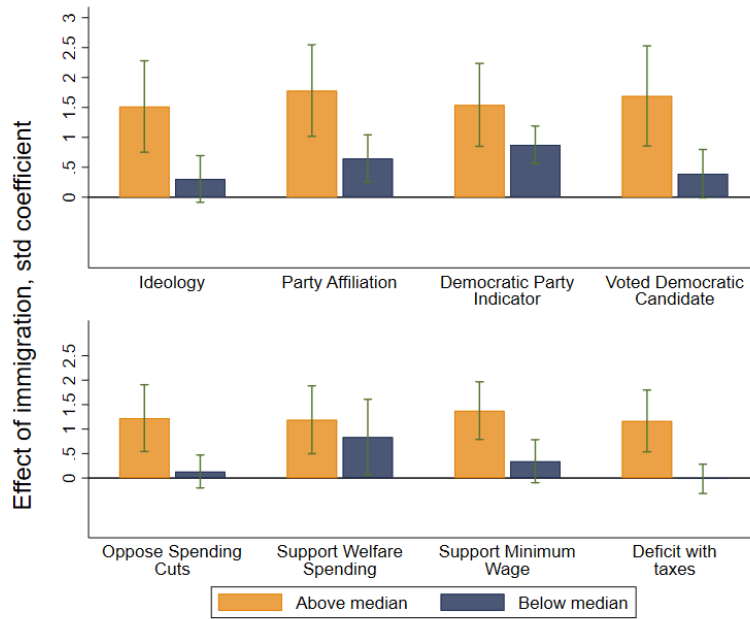 Effect of immigration, std coefficient
3
2.5
2
1.5
1
.5
0
Ideology
Party Affiliation
Democratic Party
Indicator
Voted Democratic
Candidate
2.5
2
1.5
1
.5
0
Oppose Spending
Cuts
Support Welfare
Spending
Support Minimum
Wage
Deficit with
taxes
Above median
Below median